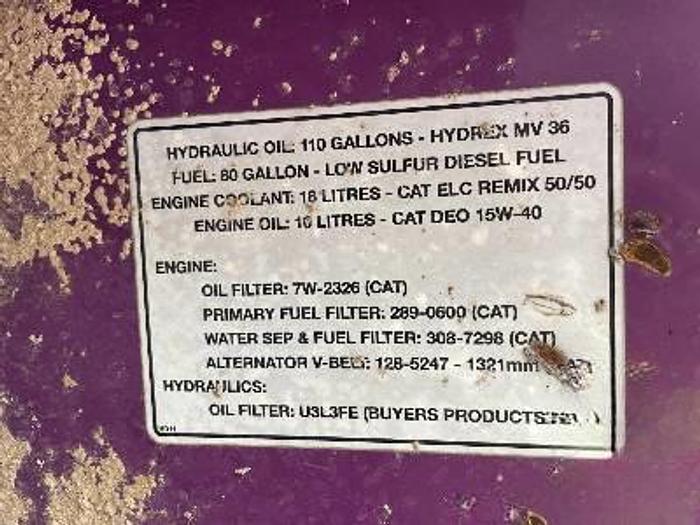 HYDRAULIC OIL: 110 GALLONS - HYDREX MV 36
FUEL: 80 GALLON - LOW SULFUR DIESEL FUEL
ENGINE COOLANT: 18 LITRES - CAT ELC REMIX 50/50
ENGINE OIL: 10 LITRES - CAT DEO 15W-40
ENGINE:
OIL FILTER: 7W-2326 (CAT)
PRIMARY FUEL FILTER: 289-0600 (CAT)
WATER SEP & FUEL FILTER: 308-7298 (CAT)
ALTERNATOR V-BELT: 128-5247 - 1321mm
HYDRAULICS:
OIL FILTER: U3L3FE (BUYERS PRODUCTS